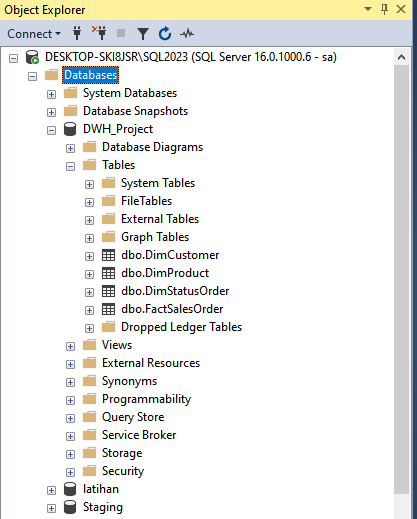 Object Explorer
Connect
DESKTOP-SKI8JSR\SQL2023 (SQL Server 16.0.1000.6 - sa)
Databases
System Databases
Database Snapshots
DWH_Project
Database Diagrams
Tables
System Tables
FileTables
External Tables
Graph Tables
dbo.DimCustomer
dbo.DimProduct
dbo.DimStatusOrder
dbo.FactSalesOrder
Dropped Ledger Tables
Views
External Resources
Synonyms
Programmability
Query Store
Service Broker
Storage
Security
latihan
Staging